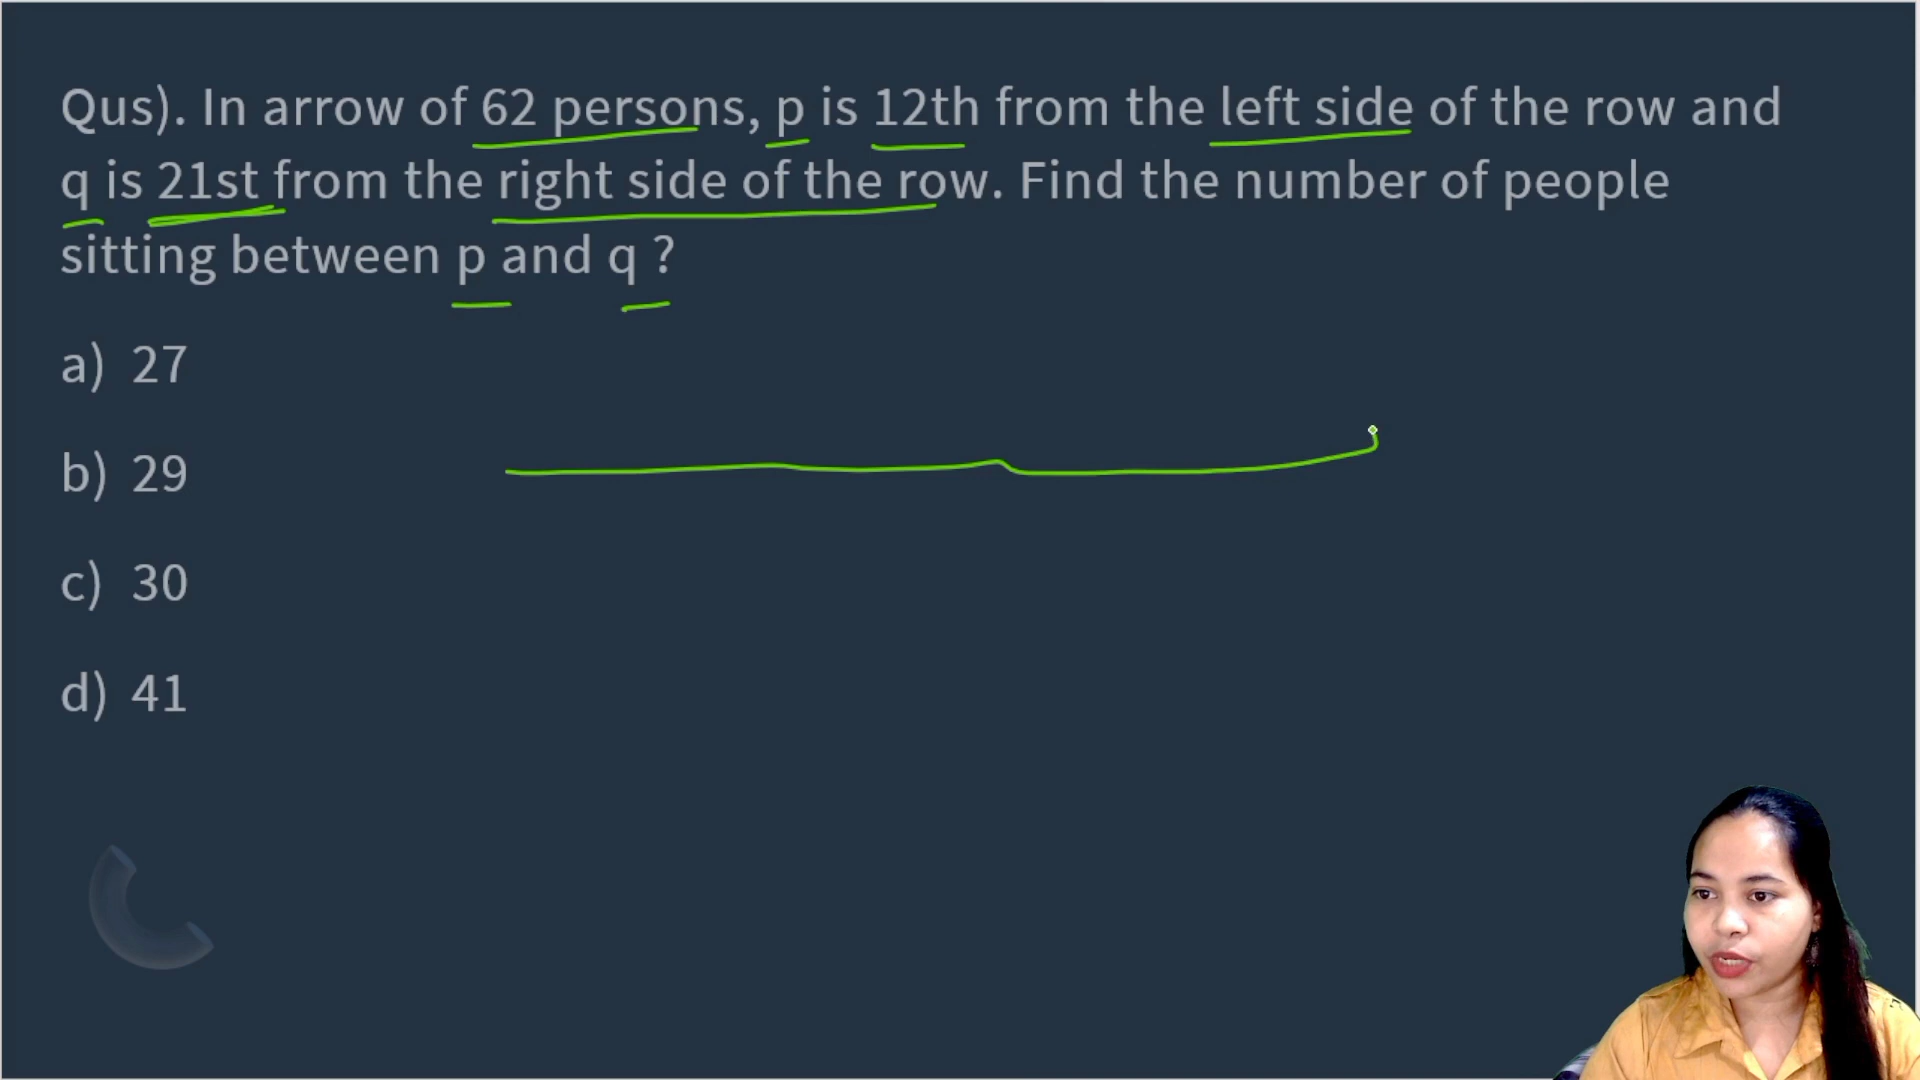 Qus). In arrow of 62 persons, p is 12th from the left side of the row and
q is 21st from the right side of the row. Find the number of people
sitting between p and q ?
a) 27
b) 29
c) 30
d) 41